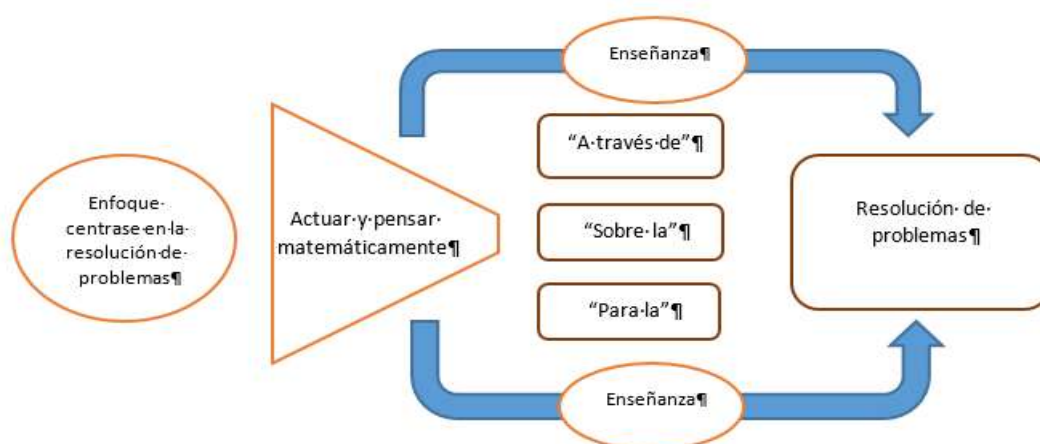 Enseñanza¶
“A·través·de”¶
Enfoque·
centrase·en·la·
resolución·de·
problemas¶
Actuar·y·pensar·
matemáticamente¶
“Sobre·la”¶
Resolución·de·
problemas¶
“Para·la”¶
Enseñanza¶